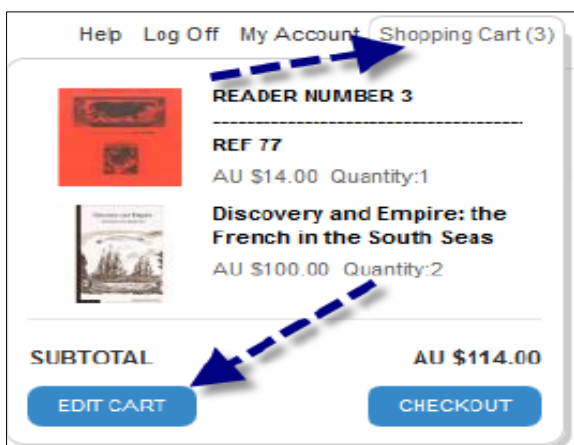 Help Log Off My Account Shopping Cart (3)
READER NUMBER 3
---------------------------------------
REF 77
AU $14.00 Quantity:1
Discovery and Empire: the
French in the South Seas
AU $100.00 Quantity:2
SUBTOTAL AU $114.00
EDIT CART CHECKOUT